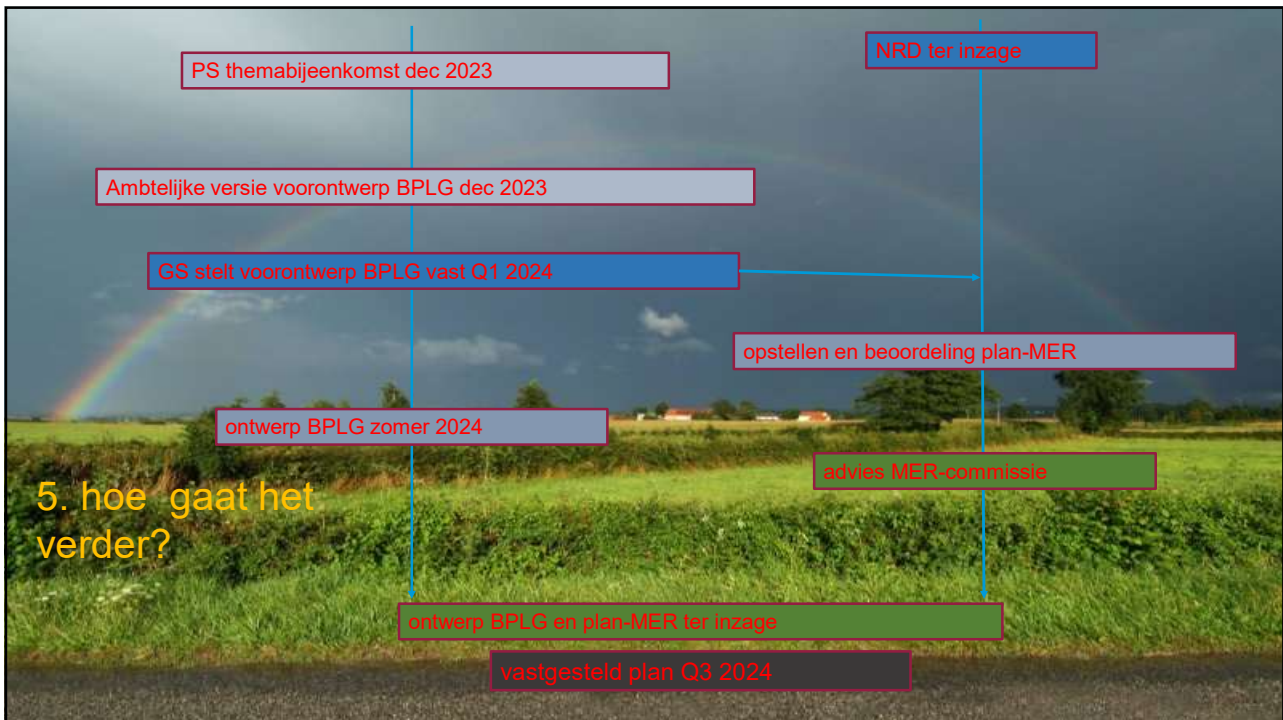 PS themabijeenkomst dec 2023
NRD ter inzage
Ambtelijke versie voorontwerp BPLG dec 2023
GS stelt voorontwerp BPLG vast Q1 2024
opstellen en beoordeling plan-MER
ontwerp BPLG zomer 2024
advies MER-commissie
5. hoe gaat het
verder?
ontwerp BPLG en plan-MER ter inzage
vastgesteld plan Q3 2024